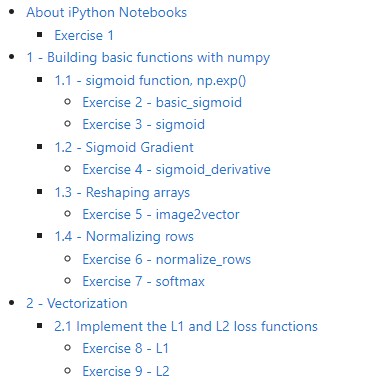 About iPython Notebooks
Exercise 1
1 - Building basic functions with numpy
1.1 - sigmoid function, np.exp()
Exercise 2 - basic_sigmoid
Exercise 3 - sigmoid
1.2 - Sigmoid Gradient
Exercise 4 - sigmoid_derivative
1.3 - Reshaping arrays
Exercise 5 - image2vector
1.4 - Normalizing rows
Exercise 6 - normalize_rows
Exercise 7 - softmax
2 - Vectorization
2.1 Implement the L1 and L2 loss functions
Exercise 8 - L1
Exercise 9 - L2